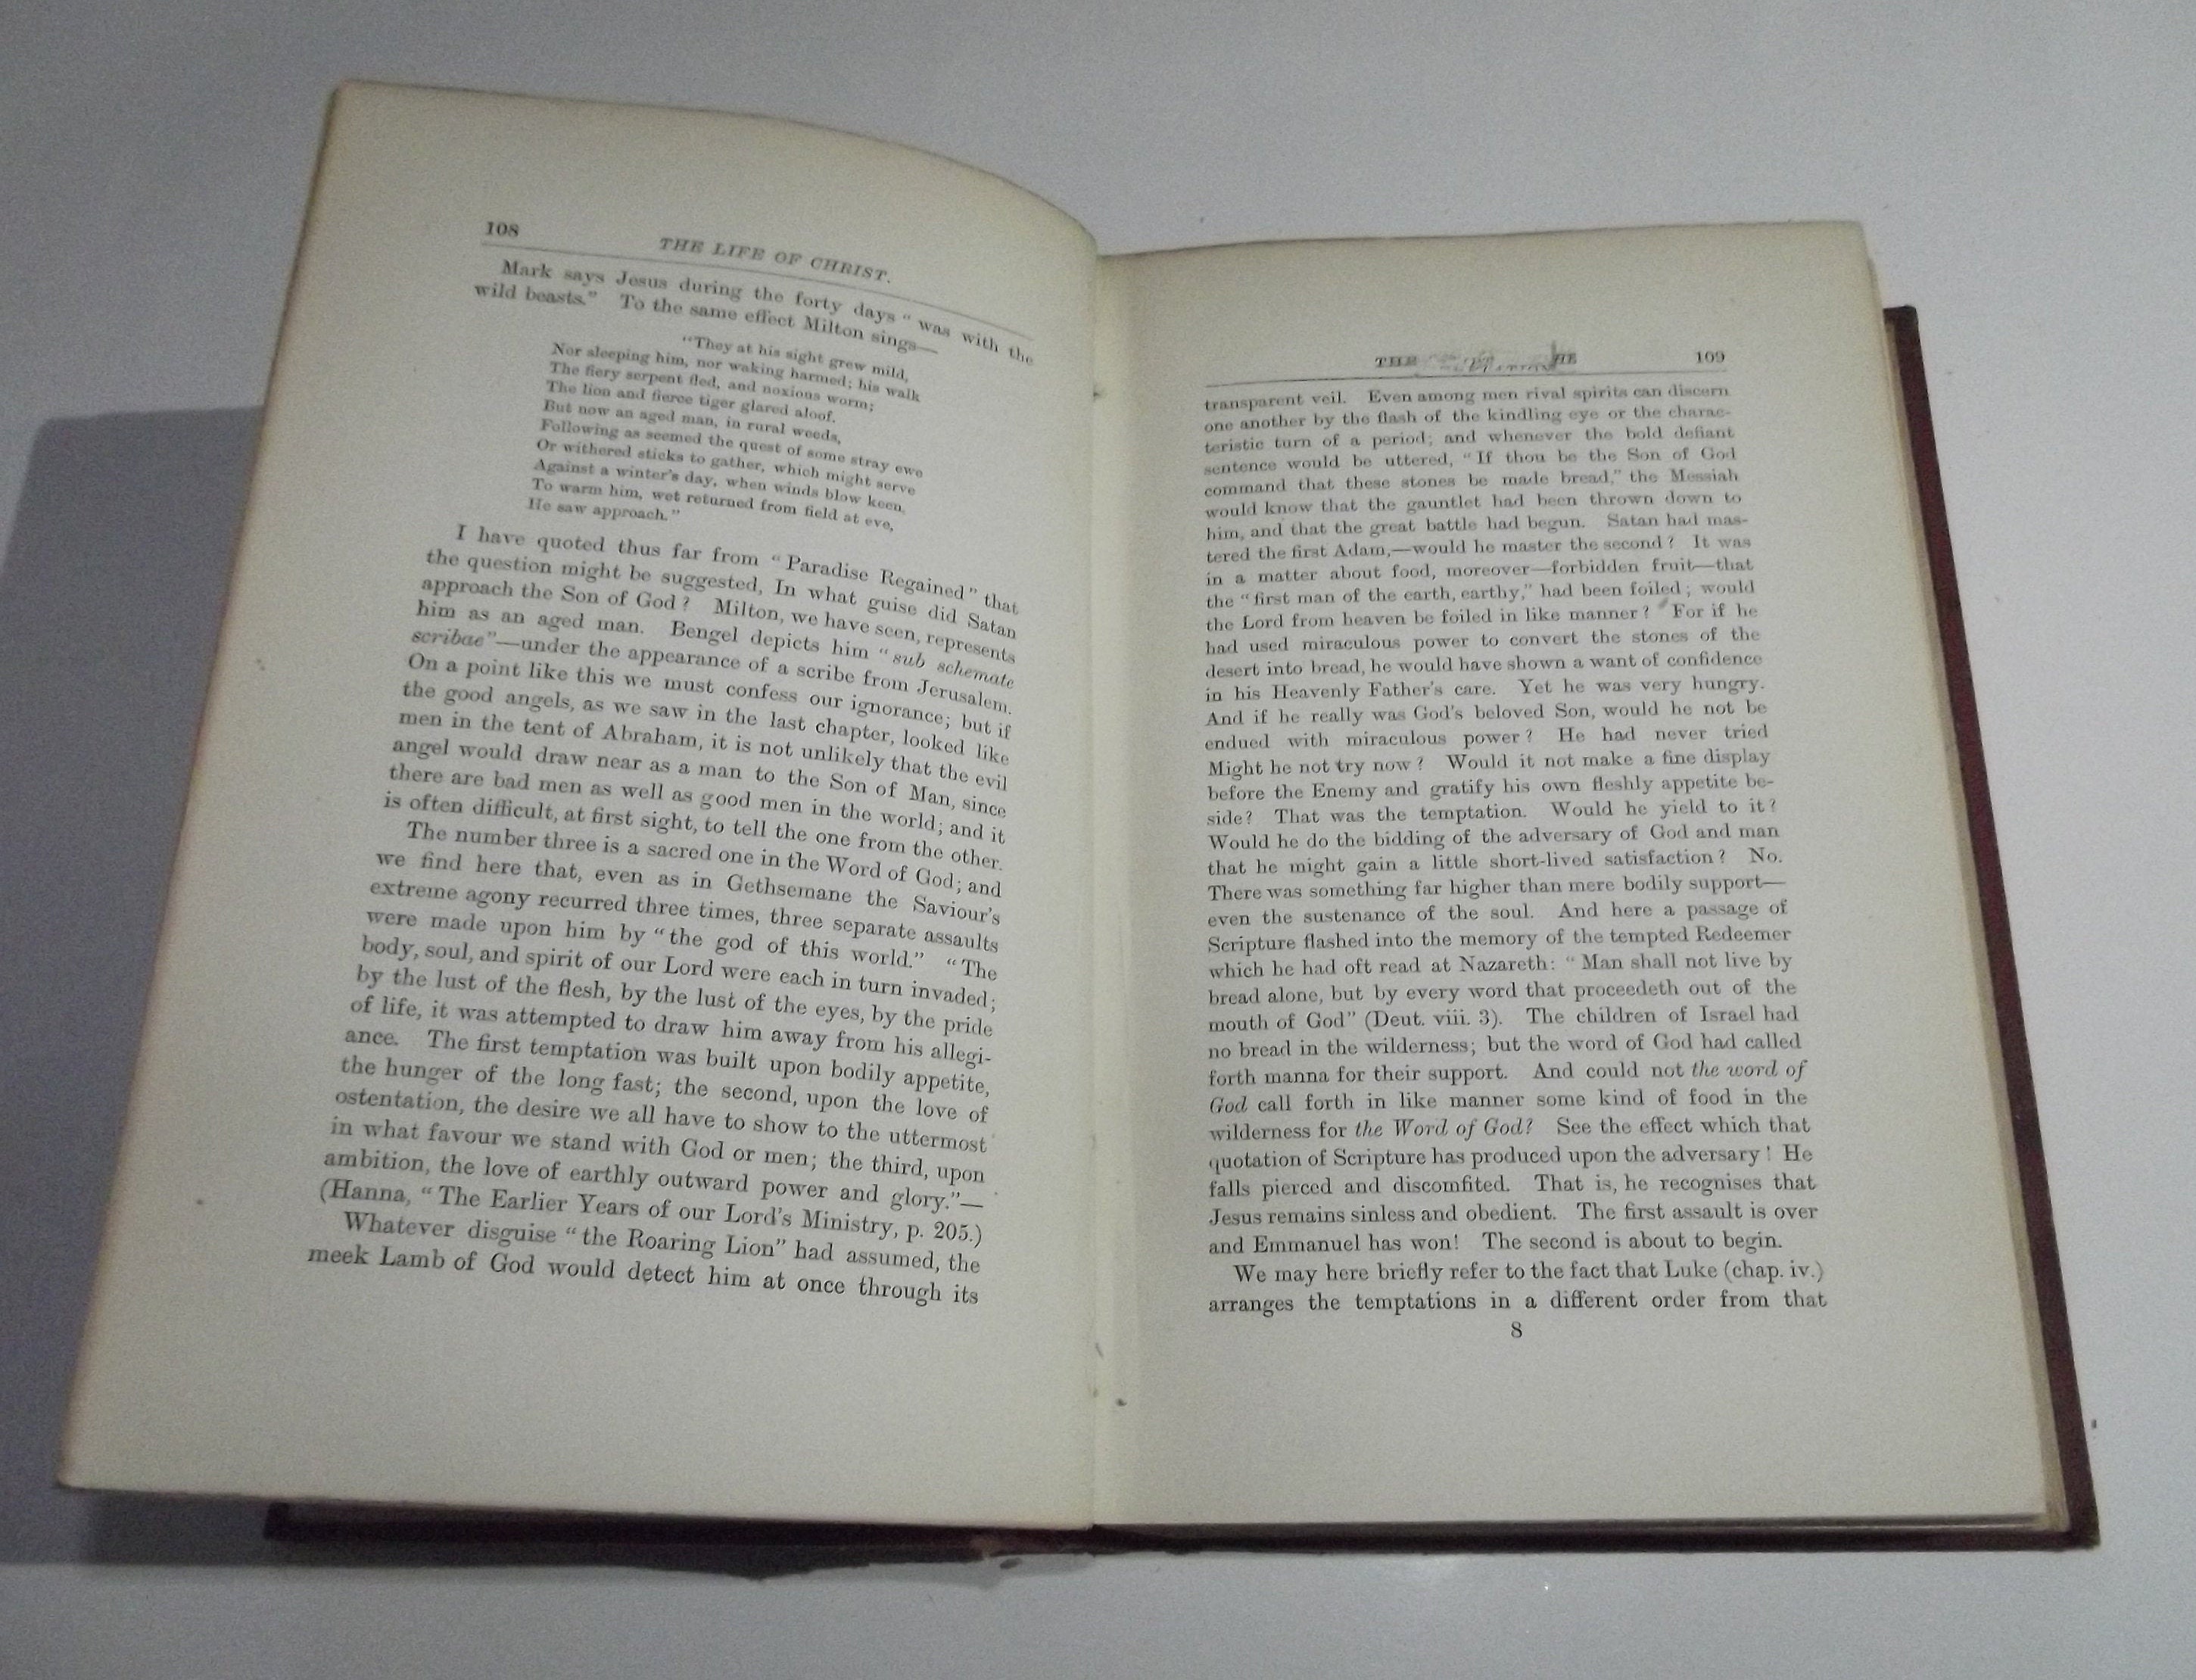 108
THE LIFE OF CHRIST.
Mark says Jesus during the forty days “ was with the
wild beasts.” To the same effect Milton sings—
“They at his sight grew mild,
Nor sleeping him, nor waking harmed; his walk
The fiery serpent fled, and noxious worm;
The lion and fierce tiger glared aloof.
But now an aged man, in rural weeds,
Following as seemed the quest of some stray ewe
Or withered sticks to gather, which might serve
Against a winter's day, when winds blow keen,
To warm him, wet returned from field at eve,
He saw approach.”
I have quoted thus far from “ Paradise Regained ” that
the question might be suggested, In what guise did Satan
approach the Son of God? Milton, we have seen, represents
him as an aged man. Bengel depicts him “ sub schemate
scribae”—under the appearance of a scribe from Jerusalem.
On a point like this we must confess our ignorance; but if
the good angels, as we saw in the last chapter, looked like
men in the tent of Abraham, it is not unlikely that the evil
angel would draw near as a man to the Son of Man, since
there are bad men as well as good men in the world; and it
is often difficult, at first sight, to tell the one from the other.
The number three is a sacred one in the Word of God; and
we find here that, even as in Gethsemane the Saviour's
extreme agony recurred three times, three separate assaults
were made upon him by “the god of this world.” “The
body, soul, and spirit of our Lord were each in turn invaded;
by the lust of the flesh, by the lust of the eyes, by the pride
of life, it was attempted to draw him away from his allegi-
ance. The first temptation was built upon bodily appetite,
the hunger of the long fast; the second, upon the love of
ostentation, the desire we all have to show to the uttermost
in what favour we stand with God or men; the third, upon
ambition, the love of earthly outward power and glory.”—
(Hanna, “The Earlier Years of our Lord's Ministry, p. 205.)
Whatever disguise “the Roaring Lion” had assumed, the
meek Lamb of God would detect him at once through its
THE HE 109
transparent veil. Even among men rival spirits can discern
one another by the flash of the kindling eye or the charac-
teristic turn of a period; and whenever the bold defiant
sentence would be uttered, “If thou be the Son of God
command that these stones be made bread,” the Messiah
would know that the gauntlet had been thrown down to
him, and that the great battle had begun. Satan had mas-
tered the first Adam,—would he master the second? It was
in a matter about food, moreover—forbidden fruit—that
the “first man of the earth, earthy,” had been foiled; would
the Lord from heaven be foiled in like manner? For if he
had used miraculous power to convert the stones of the
desert into bread, he would have shown a want of confidence
in his Heavenly Father's care. Yet he was very hungry.
And if he really was God's beloved Son, would he not be
endued with miraculous power? He had never tried
Might he not try now? Would it not make a fine display
before the Enemy and gratify his own fleshly appetite be-
side? That was the temptation. Would he yield to it?
Would he do the bidding of the adversary of God and man
that he might gain a little short-lived satisfaction? No.
There was something far higher than mere bodily support—
even the sustenance of the soul. And here a passage of
Scripture flashed into the memory of the tempted Redeemer
which he had oft read at Nazareth: “Man shall not live by
bread alone, but by every word that proceedeth out of the
mouth of God” (Deut. viii. 3). The children of Israel had
no bread in the wilderness; but the word of God had called
forth manna for their support. And could not the word of
God call forth in like manner some kind of food in the
wilderness for the Word of God? See the effect which that
quotation of Scripture has produced upon the adversary! He
falls pierced and discomfited. That is, he recognises that
Jesus remains sinless and obedient. The first assault is over
and Emmanuel has won! The second is about to begin.
We may here briefly refer to the fact that Luke (chap. iv.)
arranges the temptations in a different order from that
8